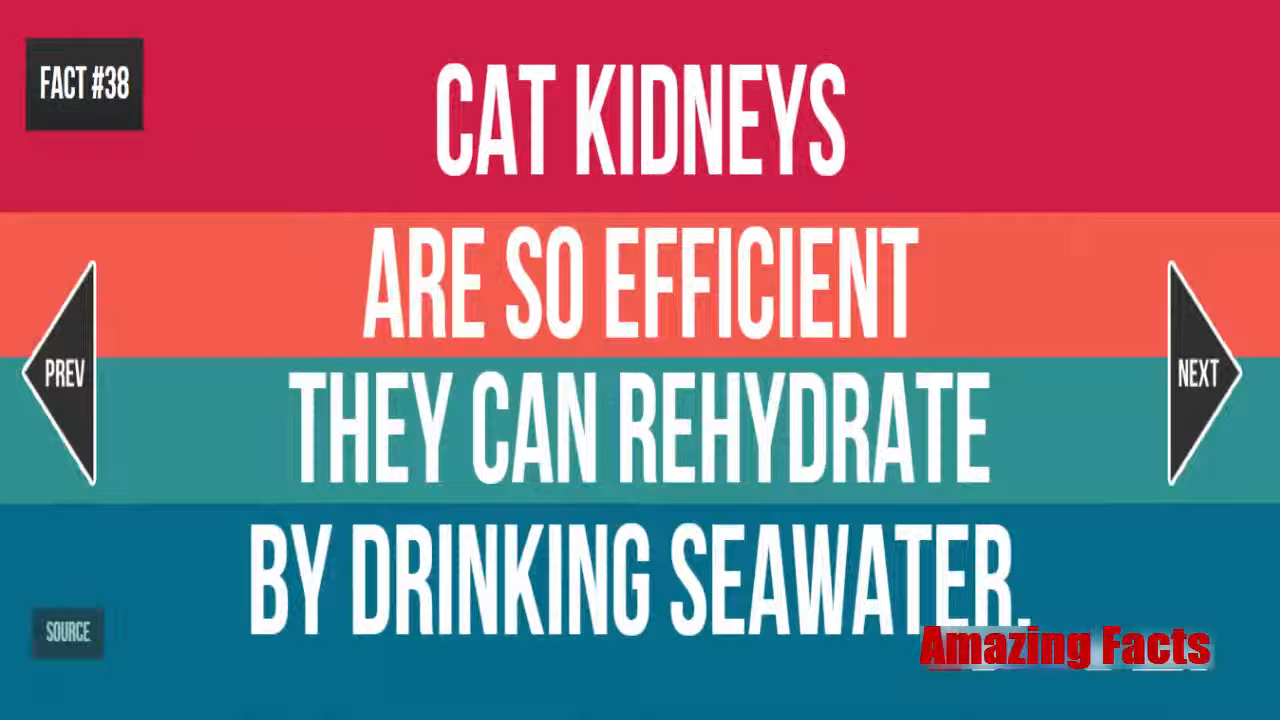 FACT #38
CAT KIDNEYS
ARE SO EFFICIENT
THEY CAN REHYDRATE
BY DRINKING SEAWATER.
PREV
NEXT
SOURCE
Amazing Facts